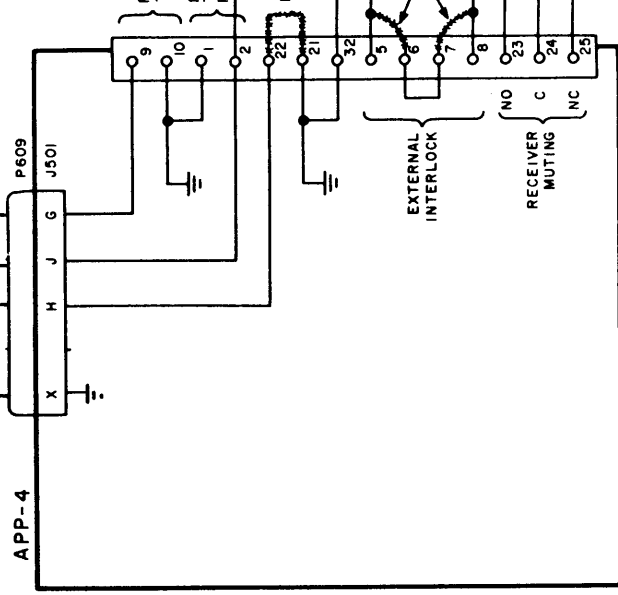 9
10
1
2
22
21
32
5
6
7
8
23
24
25
NO
C
NC
EXTERNAL
INTERLOCK
RECEIVER
MUTING
P609
J501
G
J
H
X
APP-4